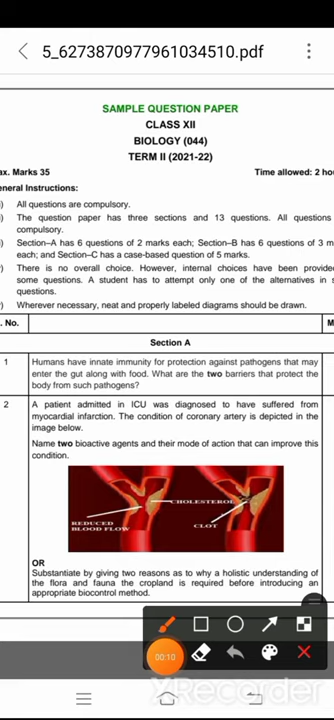 5_6273870977961034510.pdf
SAMPLE QUESTION PAPER
CLASS XII
BIOLOGY (044)
TERM II (2021-22)
ax. Marks 35 Time allowed: 2 ho
eneral Instructions:
) All questions are compulsory.
) The question paper has three sections and 13 questions. All questions
compulsory.
) Section–A has 6 questions of 2 marks each; Section–B has 6 questions of 3 m
each; and Section–C has a case-based question of 5 marks.
) There is no overall choice. However, internal choices have been provide
some questions. A student has to attempt only one of the alternatives in s
questions.
) Wherever necessary, neat and properly labeled diagrams should be drawn.
. No. M
Section A
1 Humans have innate immunity for protection against pathogens that may
enter the gut along with food. What are the two barriers that protect the
body from such pathogens?
2 A patient admitted in ICU was diagnosed to have suffered from
myocardial infarction. The condition of coronary artery is depicted in the
image below.
Name two bioactive agents and their mode of action that can improve this
condition.
CHOLESTEROL
REDUCED
BLOOD FLOW
CLOT
OR
Substantiate by giving two reasons as to why a holistic understanding of
the flora and fauna the cropland is required before introducing an
appropriate biocontrol method.
00:10
XRecorder